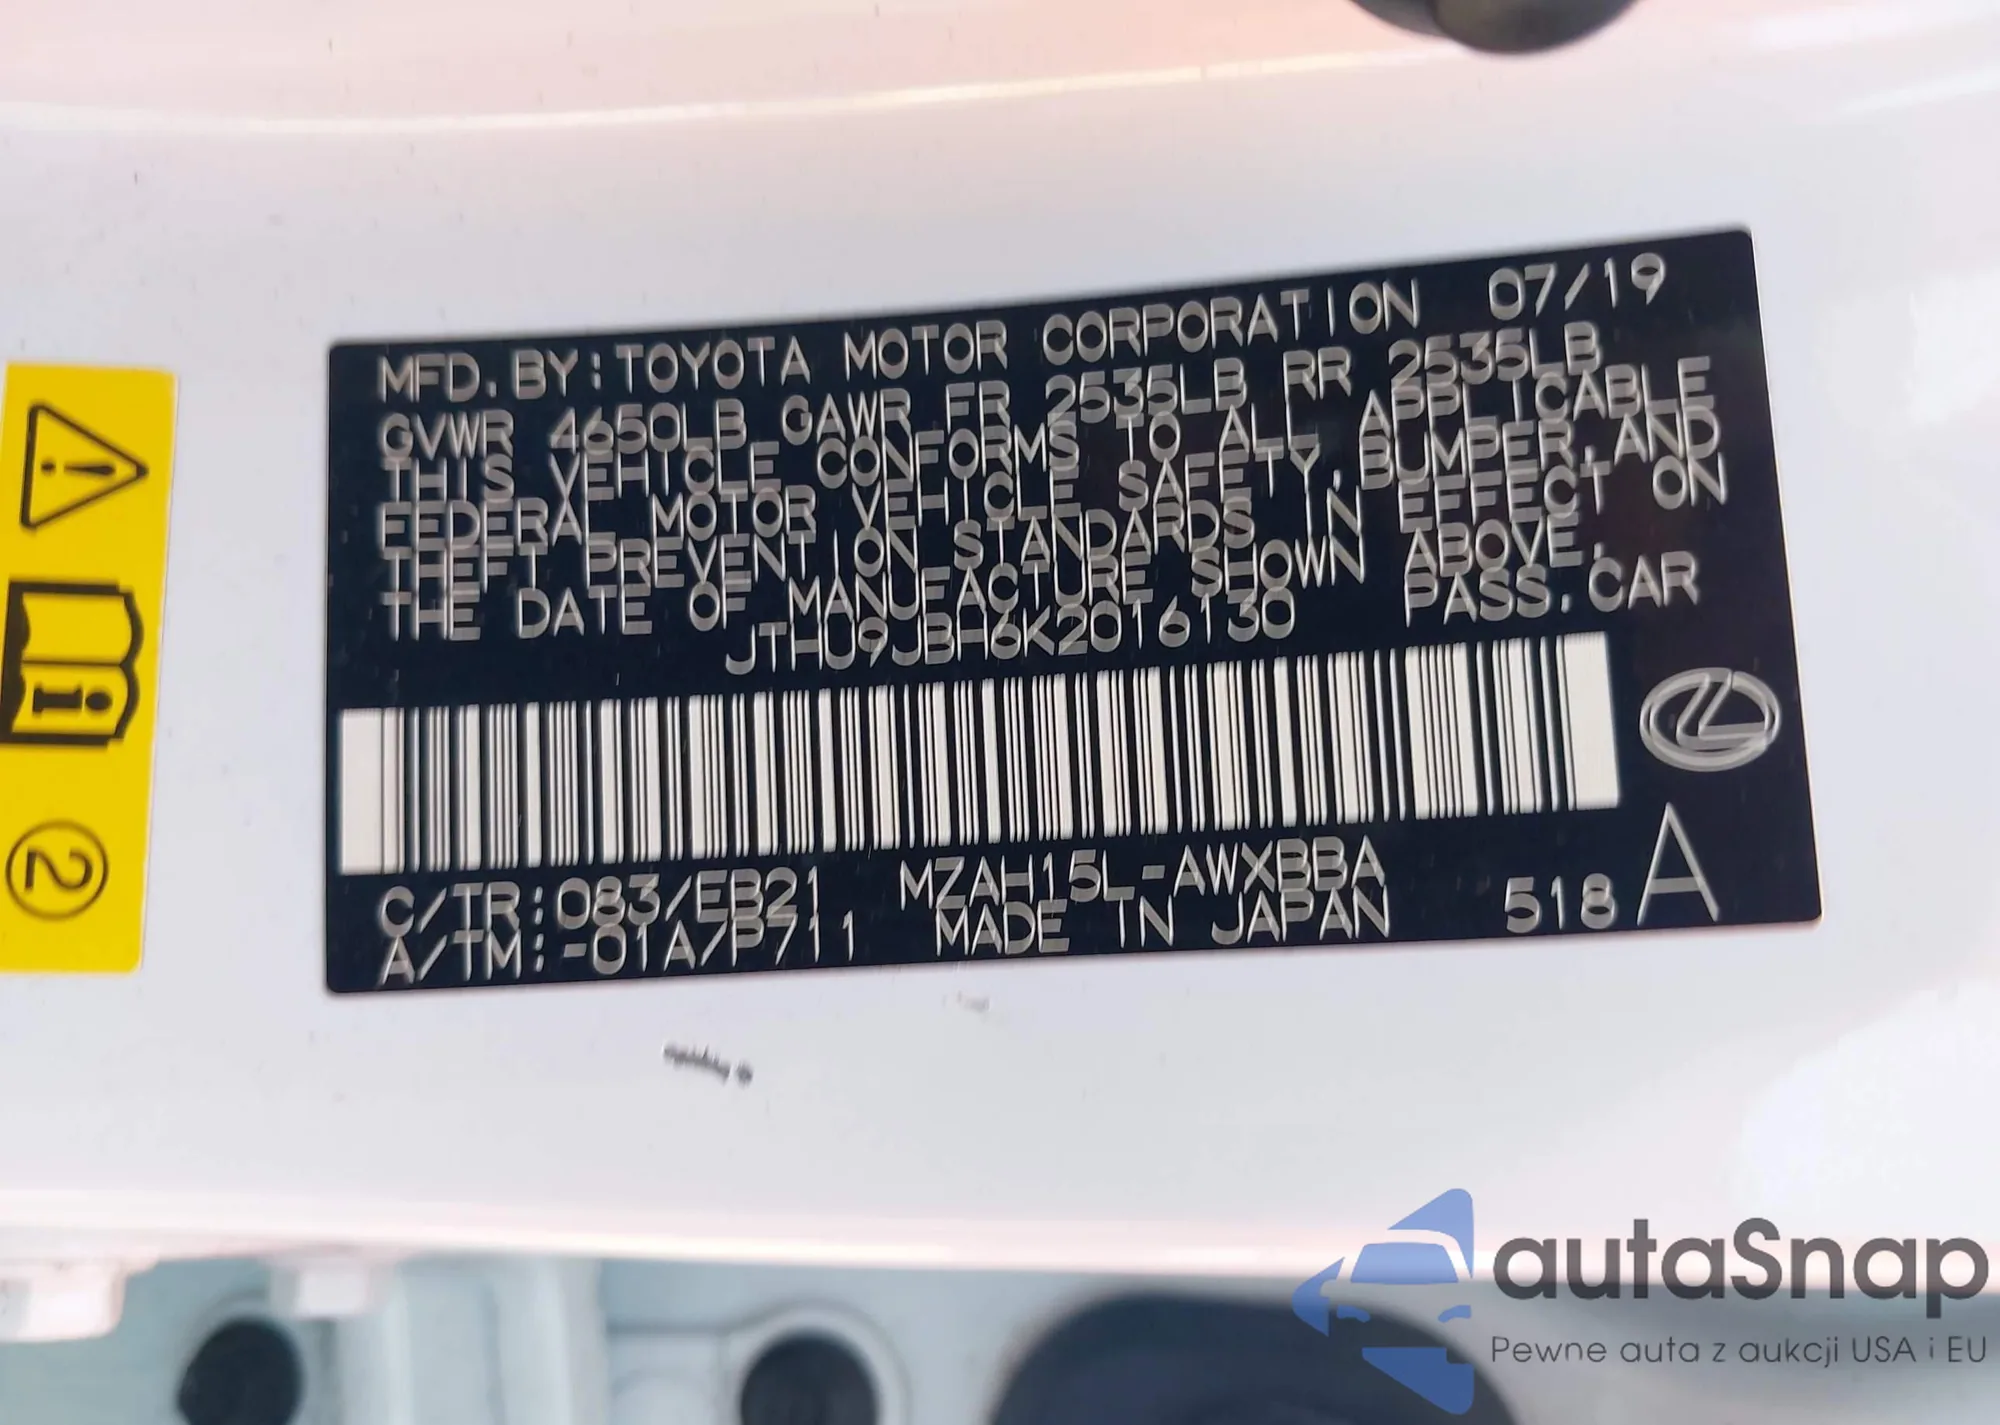 MFD. BY: TOYOTA MOTOR CORPORATION 07/19
GVWR 4650LB GAWR FR 2535LB RR 2535LB
THIS VEHICLE CONFORMS TO ALL APPLICABLE
FEDERAL MOTOR VEHICLE SAFETY, BUMPER, AND
THEFT PREVENTION STANDARDS IN EFFECT ON
THE DATE OF MANUFACTURE SHOWN ABOVE.
JTHU9JBH6K2016130 PASS. CAR
C/TR: 083/EB21 MZAH15L-AWXBBA
A/TM: -01A/P711 MADE IN JAPAN 518 A
2
autaSnap
Pewne auta z aukcji USA i EU